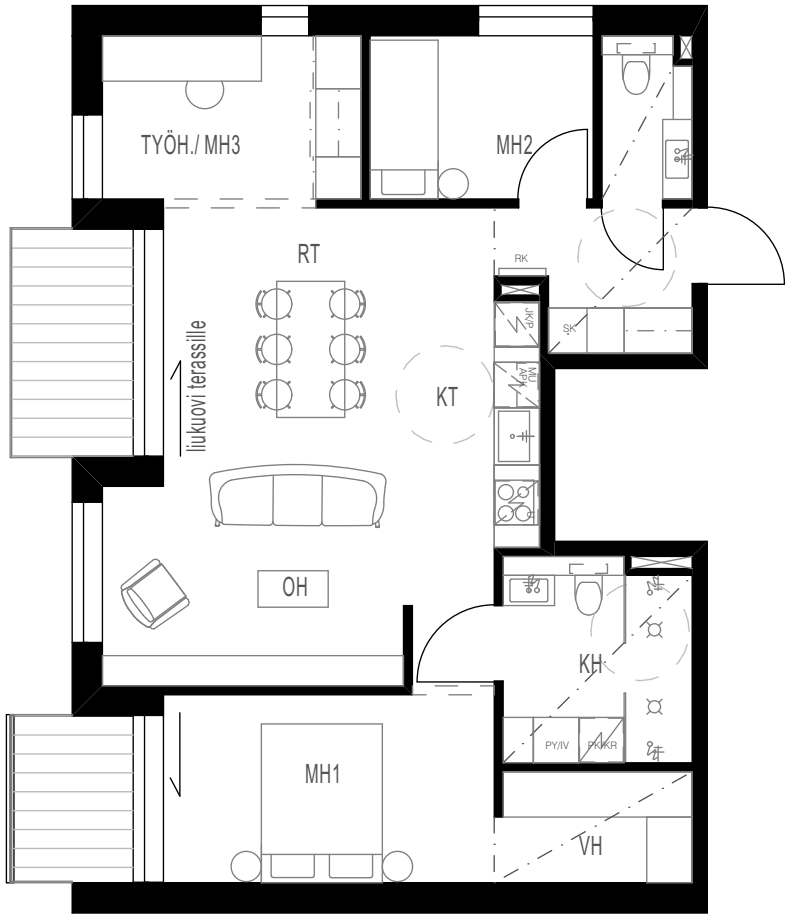 TYÖH./ MH3
MH2
RT
RK
SK
JK/P
liukuovi terassille
MU
APK
KT
OH
KH
PY/IV
PK/KR
MH1
VH